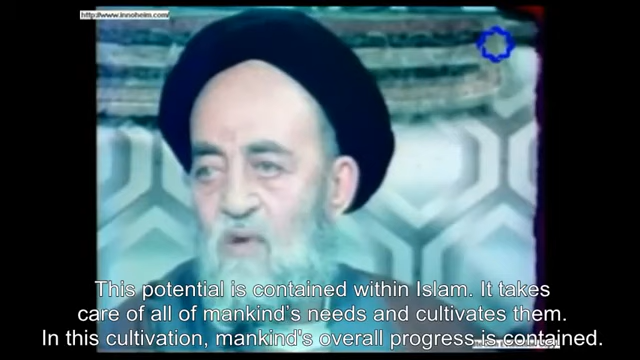 http://www.innoheim.com/
This potential is contained within Islam. It takes
care of all of mankind's needs and cultivates them.
In this cultivation, mankind's overall progress is contained.